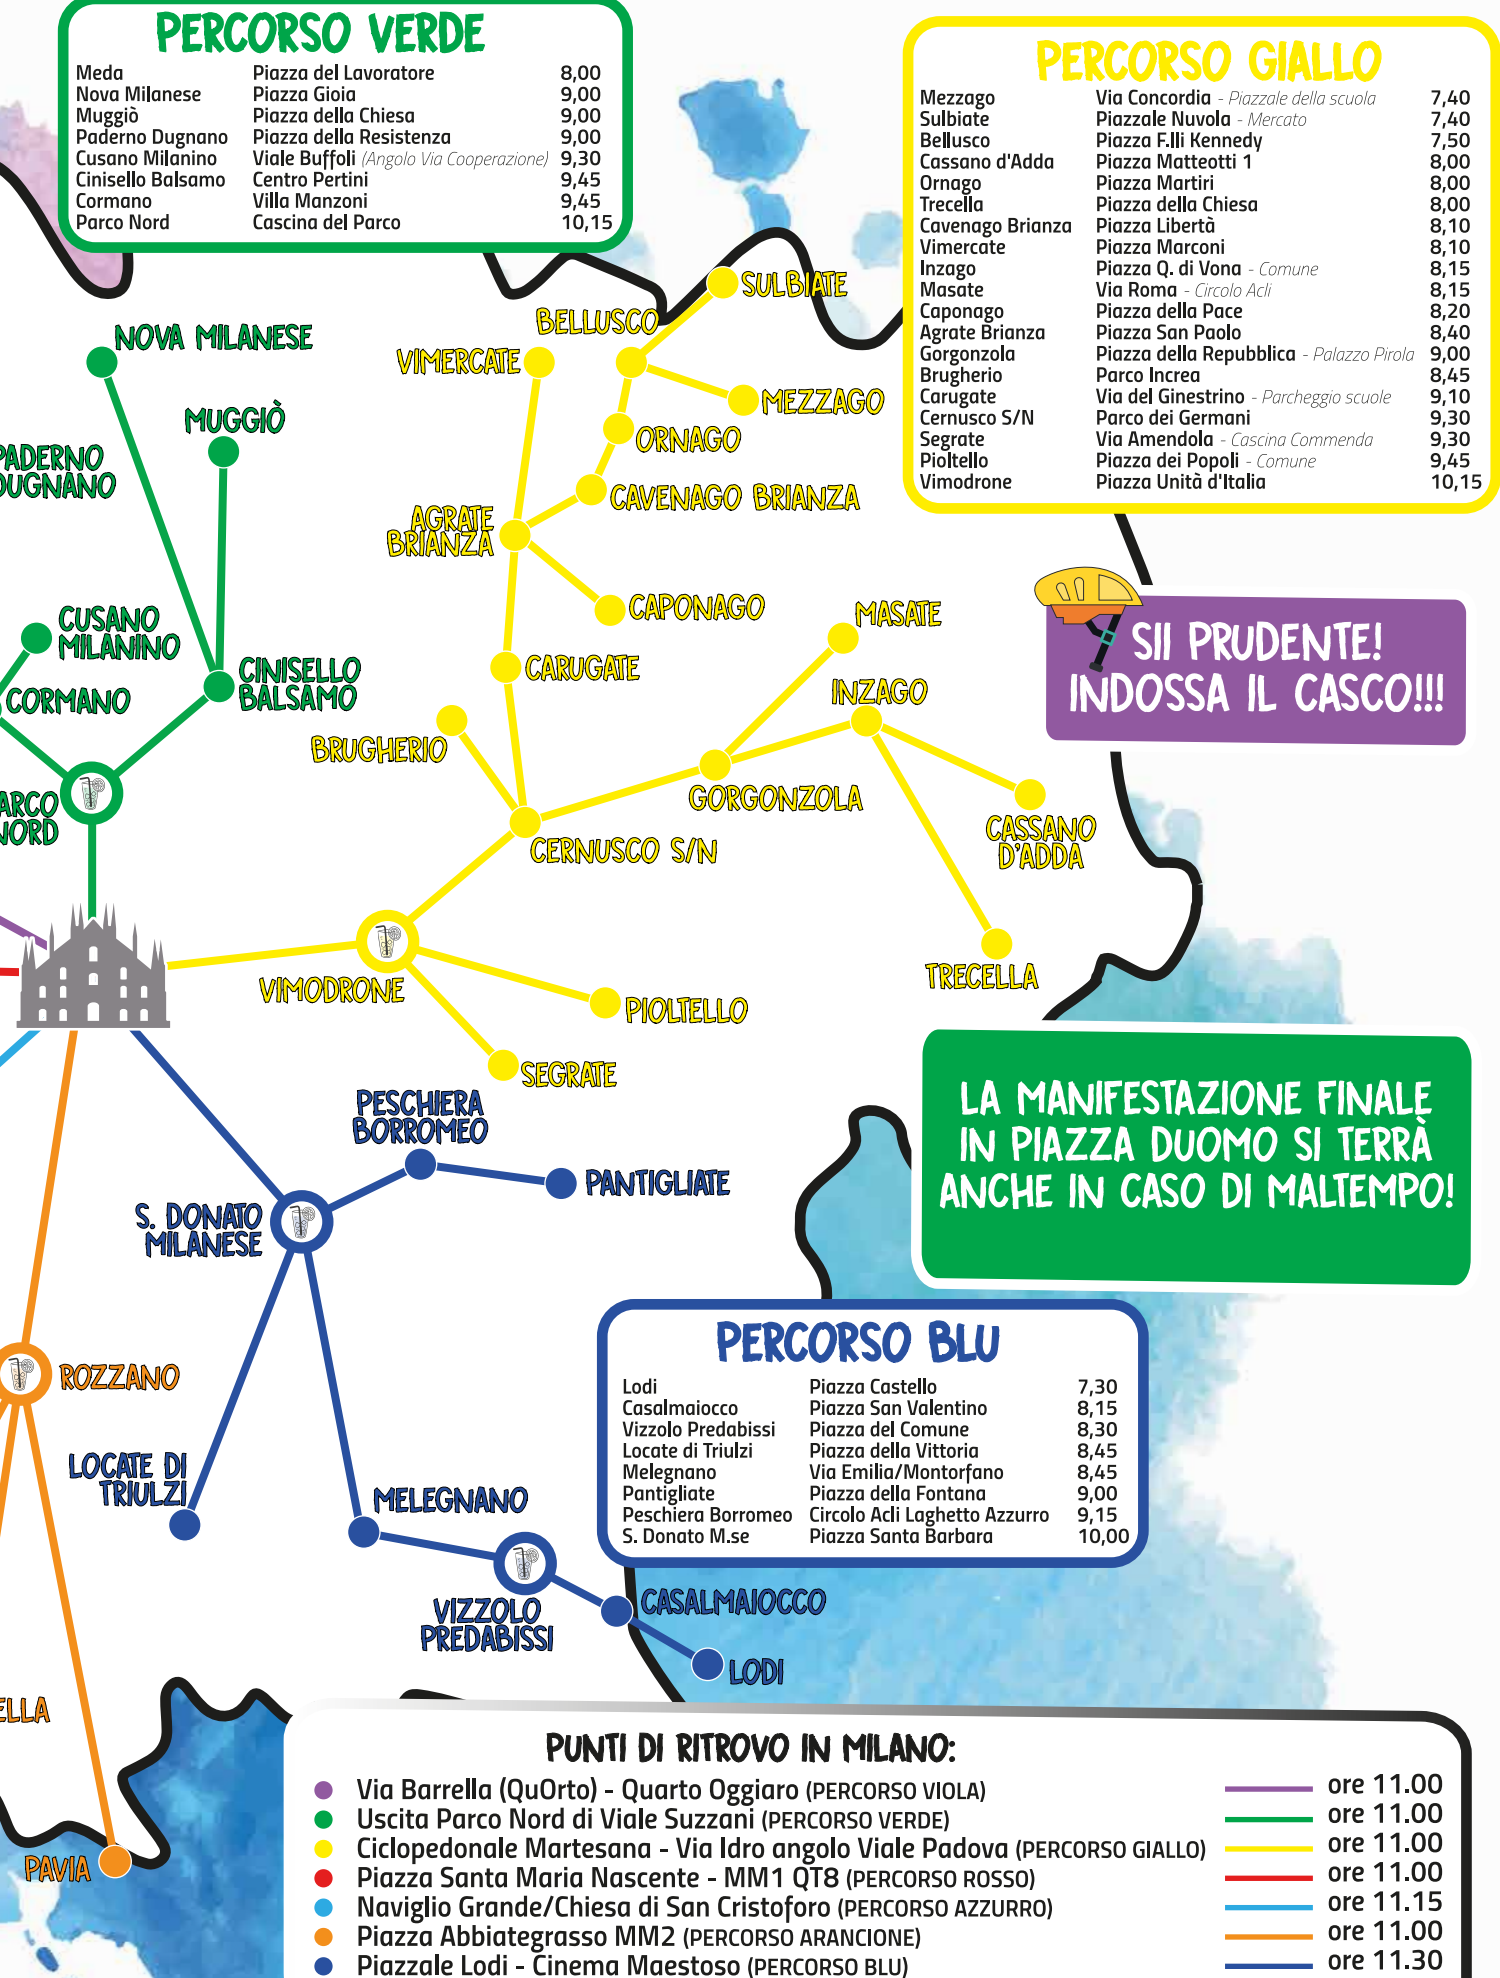 PERCORSO VERDE
Meda Piazza del Lavoratore 8,00
Nova Milanese Piazza Gioia 9,00
Muggiò Piazza della Chiesa 9,00
Paderno Dugnano Piazza della Resistenza 9,00
Cusano Milanino Viale Buffoli (Angolo Via Cooperazione) 9,30
Cinisello Balsamo Centro Pertini 9,45
Cormano Villa Manzoni 9,45
Parco Nord Cascina del Parco 10,15
PERCORSO GIALLO
Mezzago Via Concordia - Piazzale della scuola 7,40
Sulbiate Piazzale Nuvola - Mercato 7,40
Bellusco Piazza F.lli Kennedy 7,50
Cassano d'Adda Piazza Matteotti 1 8,00
Ornago Piazza Martiri 8,00
Trecella Piazza della Chiesa 8,00
Cavenago Brianza Piazza Libertà 8,10
Vimercate Piazza Marconi 8,10
Inzago Piazza Q. di Vona - Comune 8,15
Masate Via Roma - Circolo Acli 8,15
Caponago Piazza della Pace 8,20
Agrate Brianza Piazza San Paolo 8,40
Gorgonzola Piazza della Repubblica - Palazzo Pirola 9,00
Brugherio Parco Increa 8,45
Carugate Via del Ginestrino - Parcheggio scuole 9,10
Cernusco S/N Parco dei Germani 9,30
Segrate Via Amendola - Cascina Commenda 9,30
Pioltello Piazza dei Popoli - Comune 9,45
Vimodrone Piazza Unità d'Italia 10,15
SULBIATE
BELLUSCO
NOVA MILANESE
VIMERCATE
MEZZAGO
MUGGIÒ
ORNAGO
PADERNO
DUGNANO
CAVENAGO BRIANZA
AGRATE
BRIANZA
CAPONAGO
MASATE
CUSANO
MILANINO
SII PRUDENTE!
INDOSSA IL CASCO!!!
CINISELLO
BALSAMO
CARUGATE
INZAGO
CORMANO
BRUGHERIO
GORGONZOLA
ARCO
NORD
CASSANO
D'ADDA
CERNUSCO S/N
TRECELLA
VIMODRONE
PIOLTELLO
SEGRATE
LA MANIFESTAZIONE FINALE
IN PIAZZA DUOMO SI TERRÀ
ANCHE IN CASO DI MALTEMPO!
PESCHIERA
BORROMEO
PANTIGLIATE
S. DONATO
MILANESE
PERCORSO BLU
Lodi Piazza Castello 7,30
Casalmaiocco Piazza San Valentino 8,15
Vizzolo Predabissi Piazza del Comune 8,30
Locate di Triulzi Piazza della Vittoria 8,45
Melegnano Via Emilia/Montorfano 8,45
Pantigliate Piazza della Fontana 9,00
Peschiera Borromeo Circolo Acli Laghetto Azzurro 9,15
S. Donato M.se Piazza Santa Barbara 10,00
ROZZANO
LOCATE DI
TRIULZI
MELEGNANO
VIZZOLO
PREDABISSI
CASALMAIOCCO
LODI
ELLA
PAVIA
PUNTI DI RITROVO IN MILANO:
Via Barrella (QuOrto) - Quarto Oggiaro (PERCORSO VIOLA) ore 11.00
Uscita Parco Nord di Viale Suzzani (PERCORSO VERDE) ore 11.00
Ciclopedonale Martesana - Via Idro angolo Viale Padova (PERCORSO GIALLO) ore 11.00
Piazza Santa Maria Nascente - MM1 QT8 (PERCORSO ROSSO) ore 11.00
Naviglio Grande/Chiesa di San Cristoforo (PERCORSO AZZURRO) ore 11.15
Piazza Abbiategrasso MM2 (PERCORSO ARANCIONE) ore 11.00
Piazzale Lodi - Cinema Maestoso (PERCORSO BLU) ore 11.30